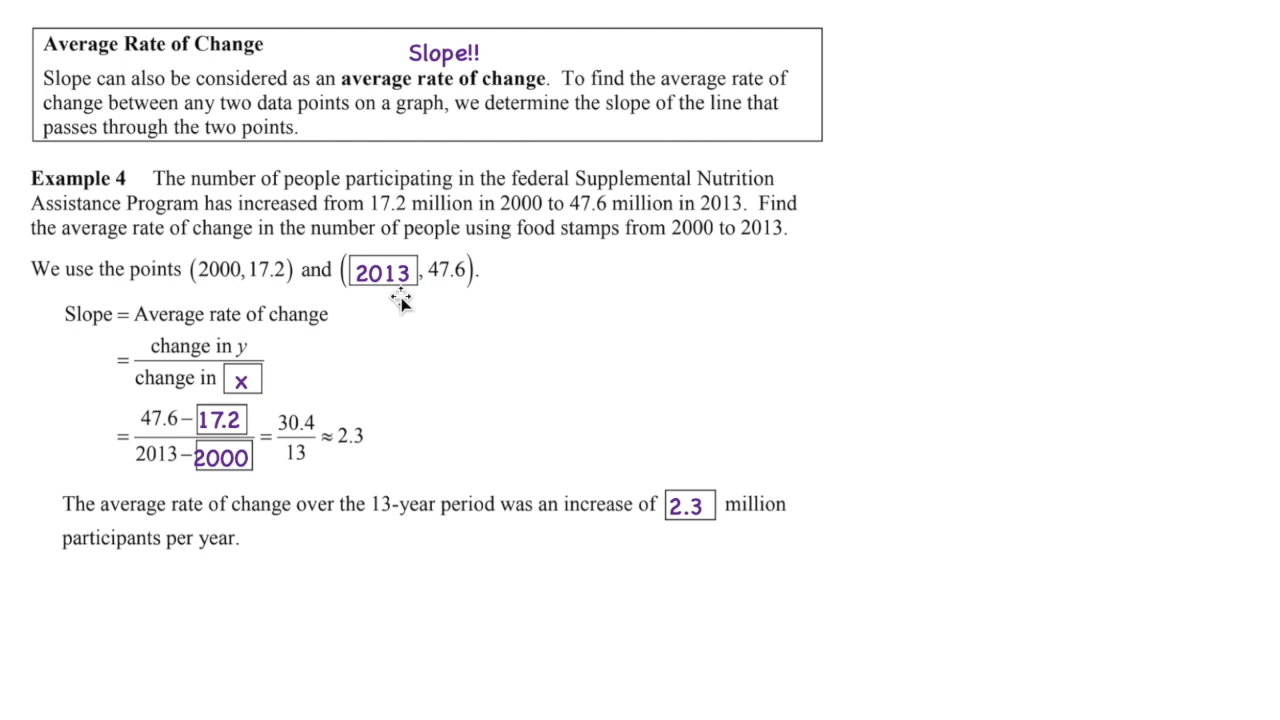 Average Rate of Change
Slope!!
Slope can also be considered as an average rate of change. To find the average rate of
change between any two data points on a graph, we determine the slope of the line that
passes through the two points.
Example 4 The number of people participating in the federal Supplemental Nutrition
Assistance Program has increased from 17.2 million in 2000 to 47.6 million in 2013. Find
the average rate of change in the number of people using food stamps from 2000 to 2013.
We use the points (2000, 17.2) and (2013, 47.6).
Slope = Average rate of change
change in y
=
change in x
47.6 − 17.2 30.4
= = ≈ 2.3
2013 − 2000 13
The average rate of change over the 13-year period was an increase of 2.3 million
participants per year.